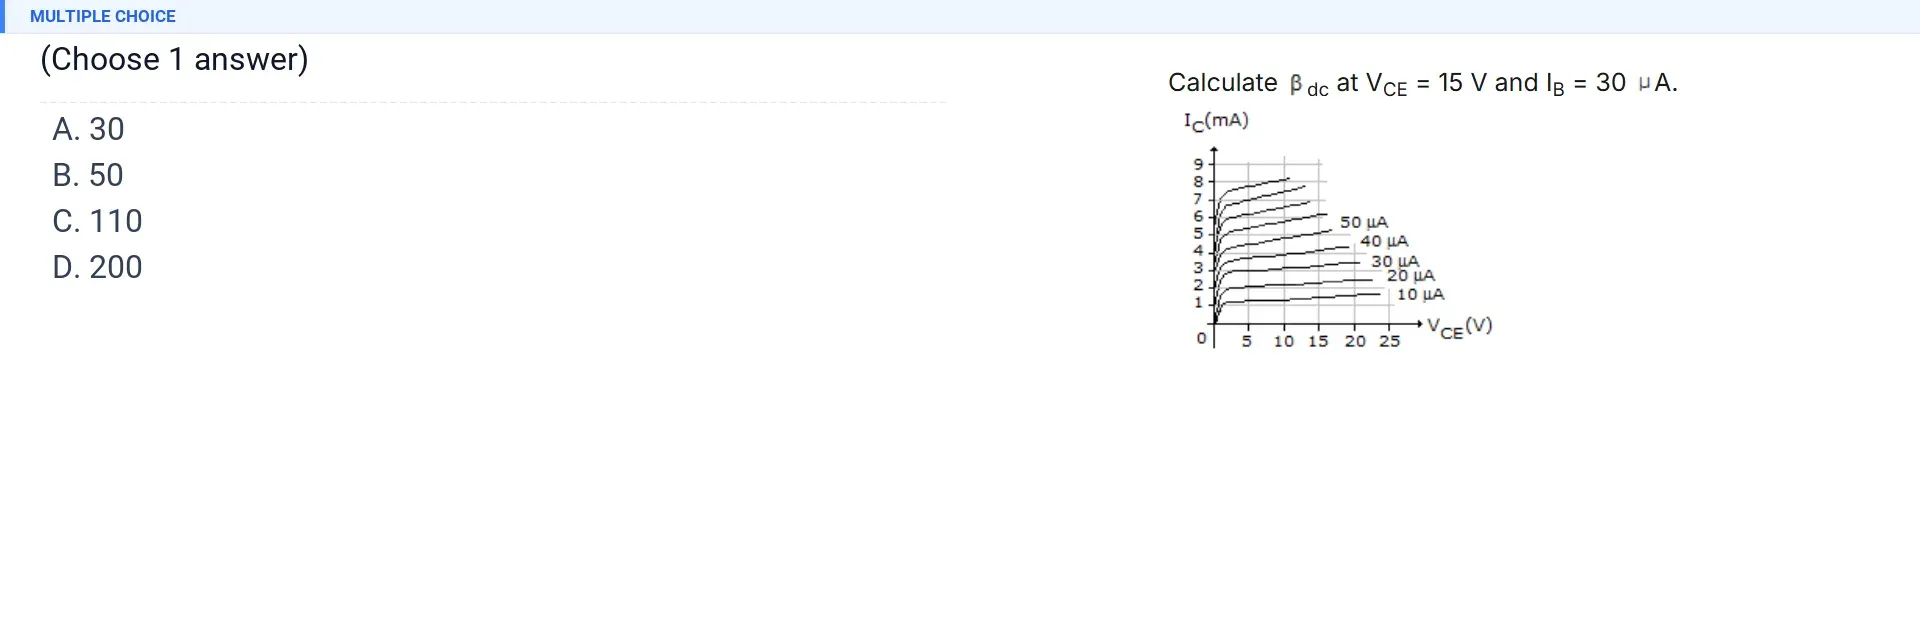 MULTIPLE CHOICE
(Choose 1 answer)
A. 30
B. 50
C. 110
D. 200
Calculate β dc at VCE = 15 V and IB = 30 μA.
IC(mA)
9
8
7
6
5
4
3
2
1
0
50 μA
40 μA
30 μA
20 μA
10 μA
5 10 15 20 25
VCE(V)